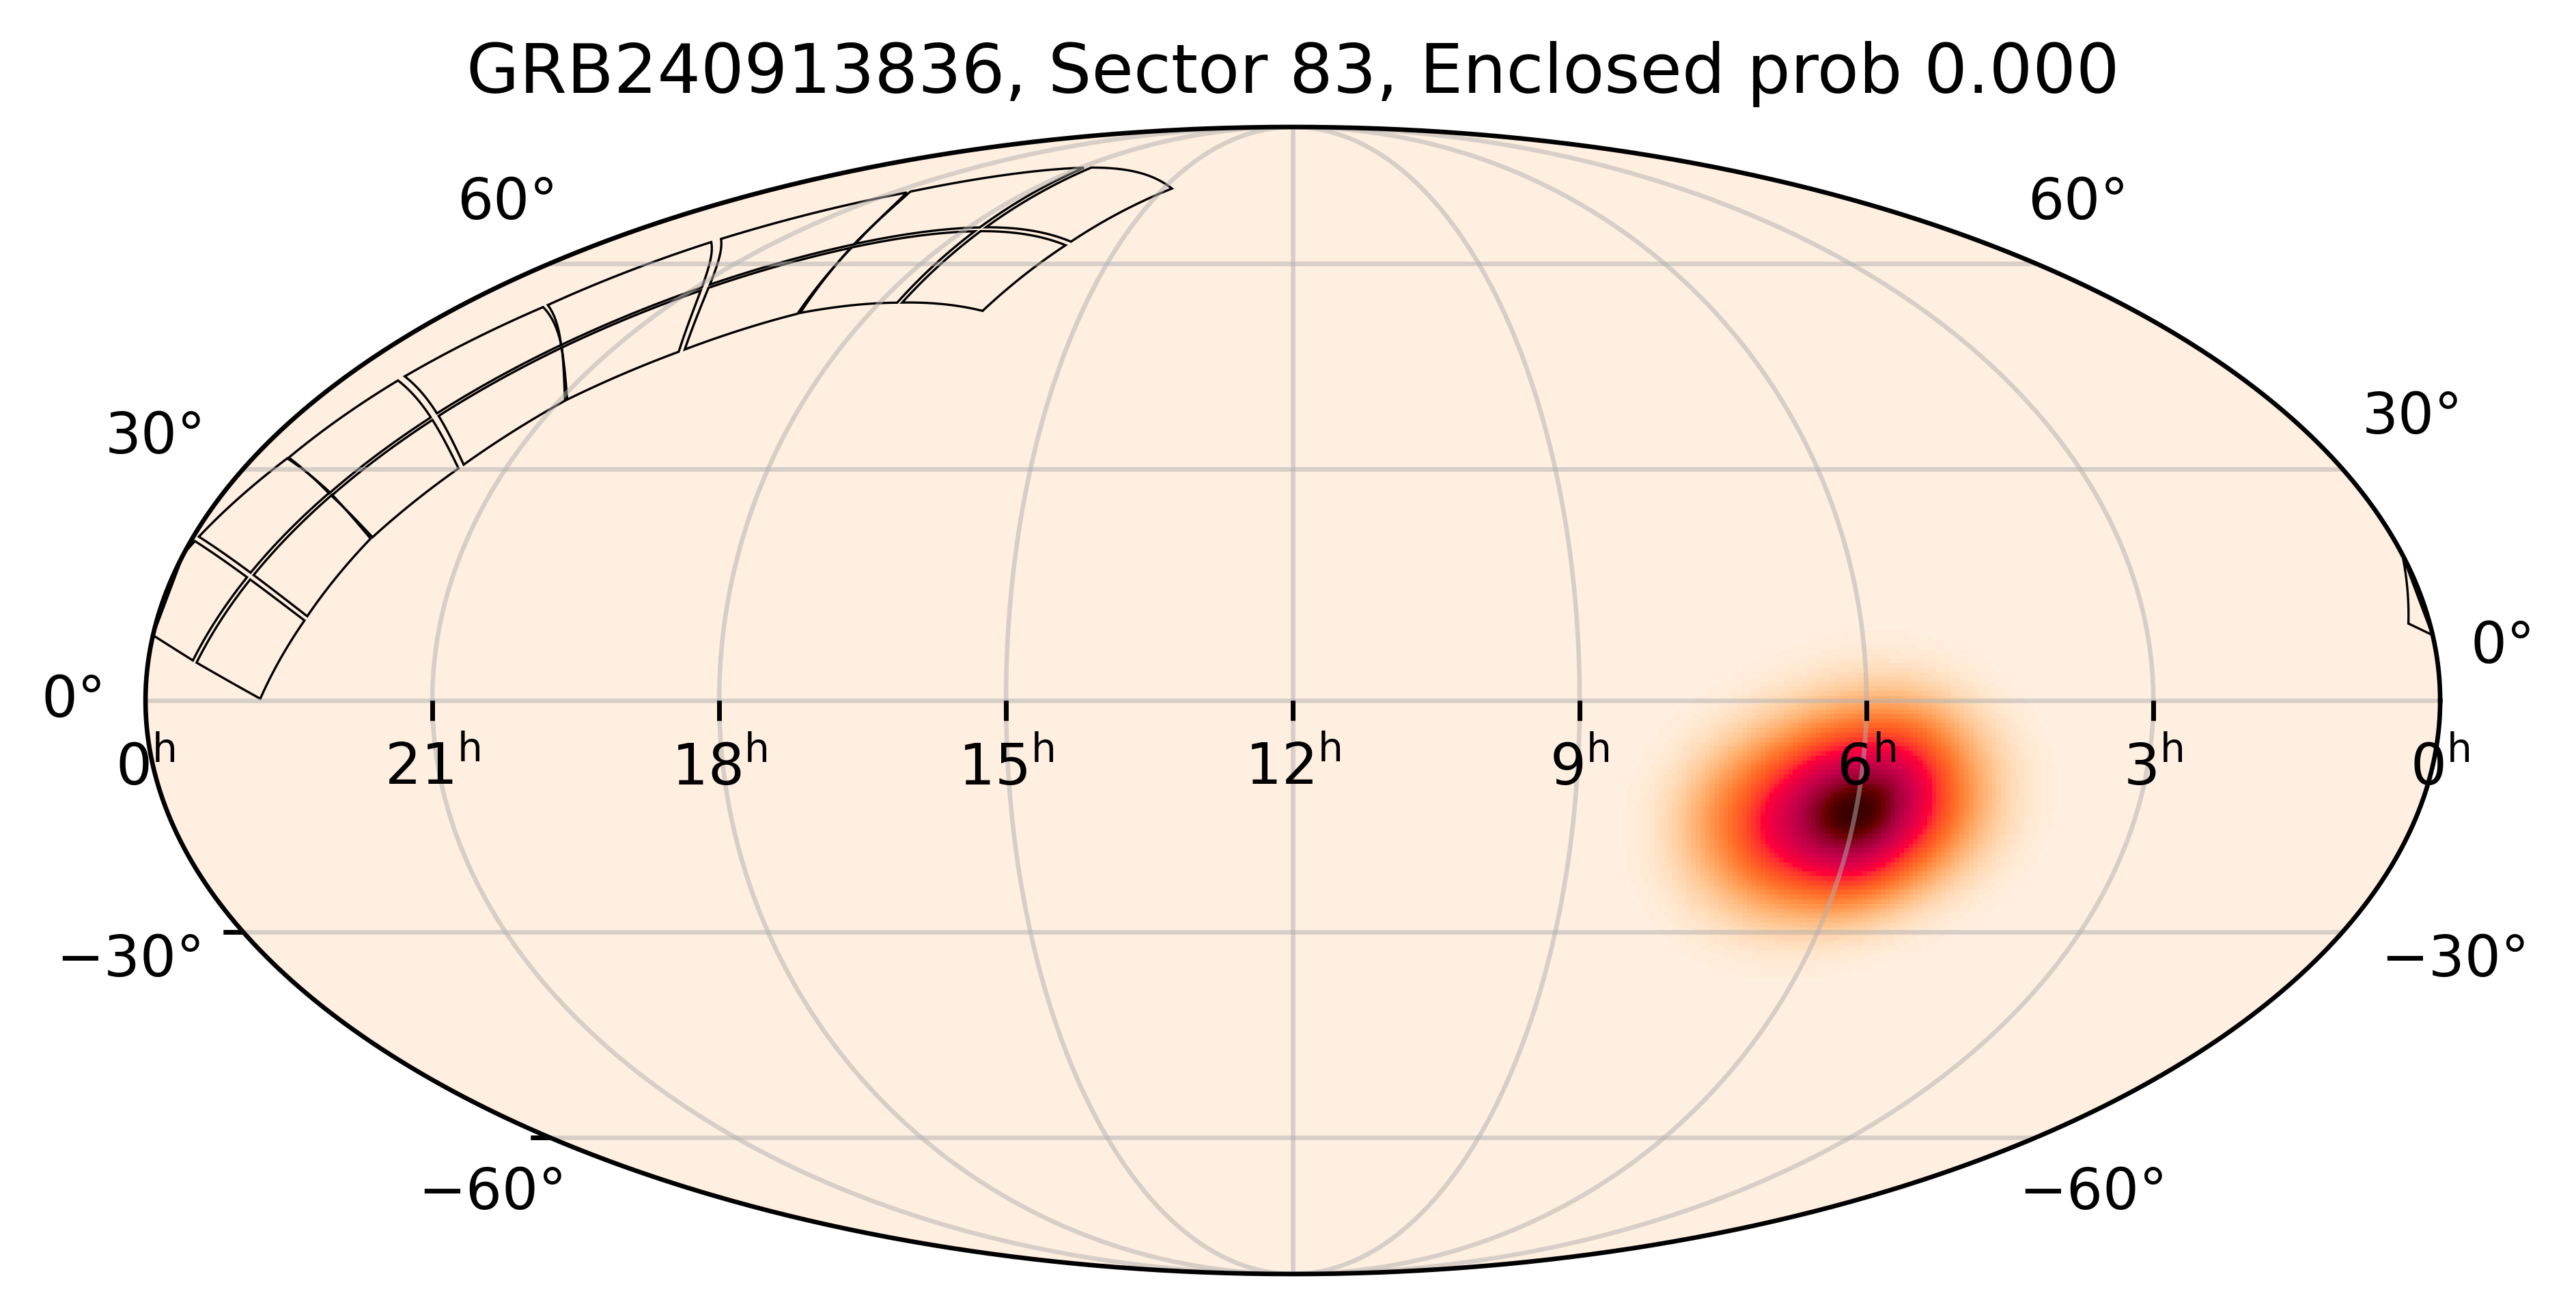 GRB240913836, Sector 83, Enclosed prob 0.000
60° 60°
30° 30°
0° 0°
0ʰ 21ʰ 18ʰ 15ʰ 12ʰ 9ʰ 6ʰ 3ʰ 0ʰ
−30° −30°
−60° −60°